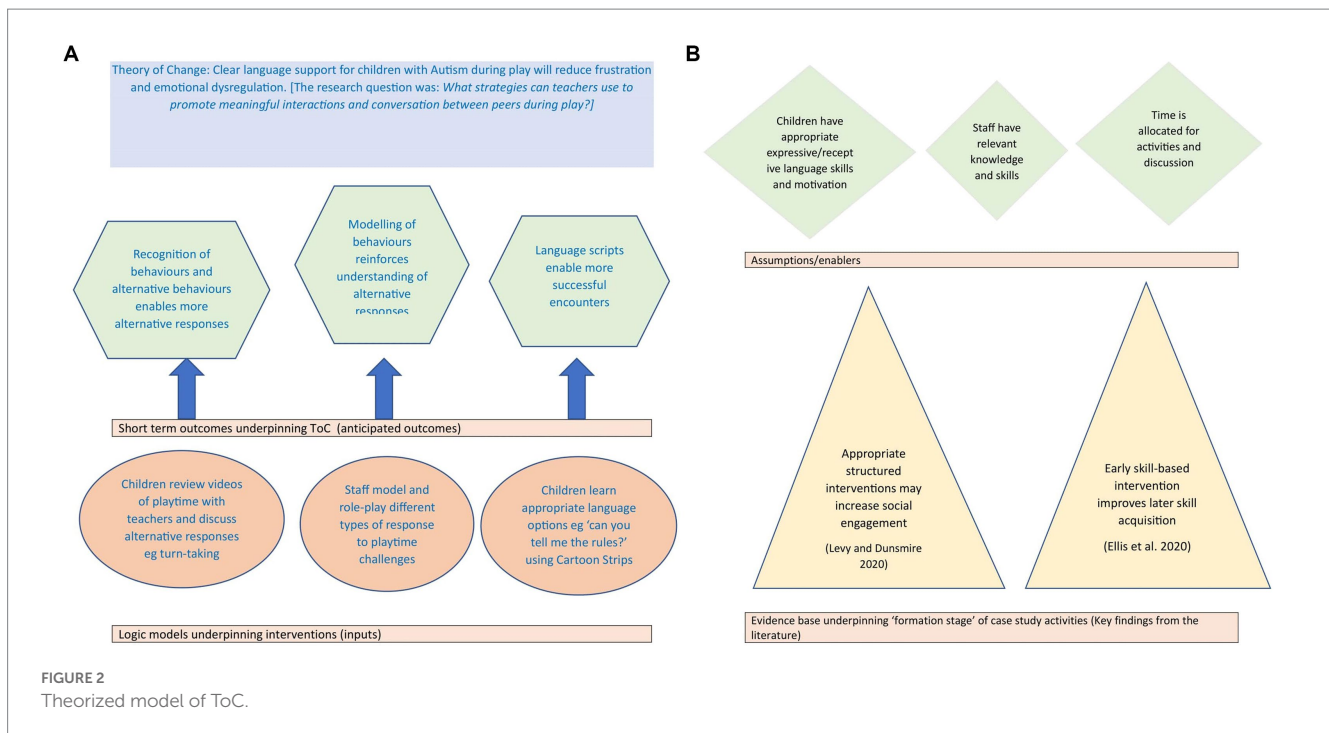 A
Theory of Change: Clear language support for children with Autism during play will reduce frustration
and emotional dysregulation. [The research question was: What strategies can teachers use to
promote meaningful interactions and conversation between peers during play?]
Recognition of
behaviours and
alternative behaviours
enables more
alternative responses
Modelling of
behaviours
reinforces
understanding of
alternative
responses
Language scripts
enable more
successful
encounters
Short term outcomes underpinning ToC (anticipated outcomes)
Children review videos
of playtime with
teachers and discuss
alternative responses
eg turn-taking
Staff model and
role-play different
types of response
to playtime
challenges
Children learn
appropriate language
options eg ‘can you
tell me the rules?’
using Cartoon Strips
Logic models underpinning interventions (inputs)
B
Children have
appropriate
expressive/recept
ive language skills
and motivation
Staff have
relevant
knowledge
and skills
Time is
allocated for
activities and
discussion
Assumptions/enablers
Appropriate
structured
interventions may
increase social
engagement
(Levy and Dunsmire
2020)
Early skill-based
intervention
improves later skill
acquisition
(Ellis et al. 2020)
Evidence base underpinning ‘formation stage’ of case study activities (Key findings from the
literature)
FIGURE 2
Theorized model of ToC.